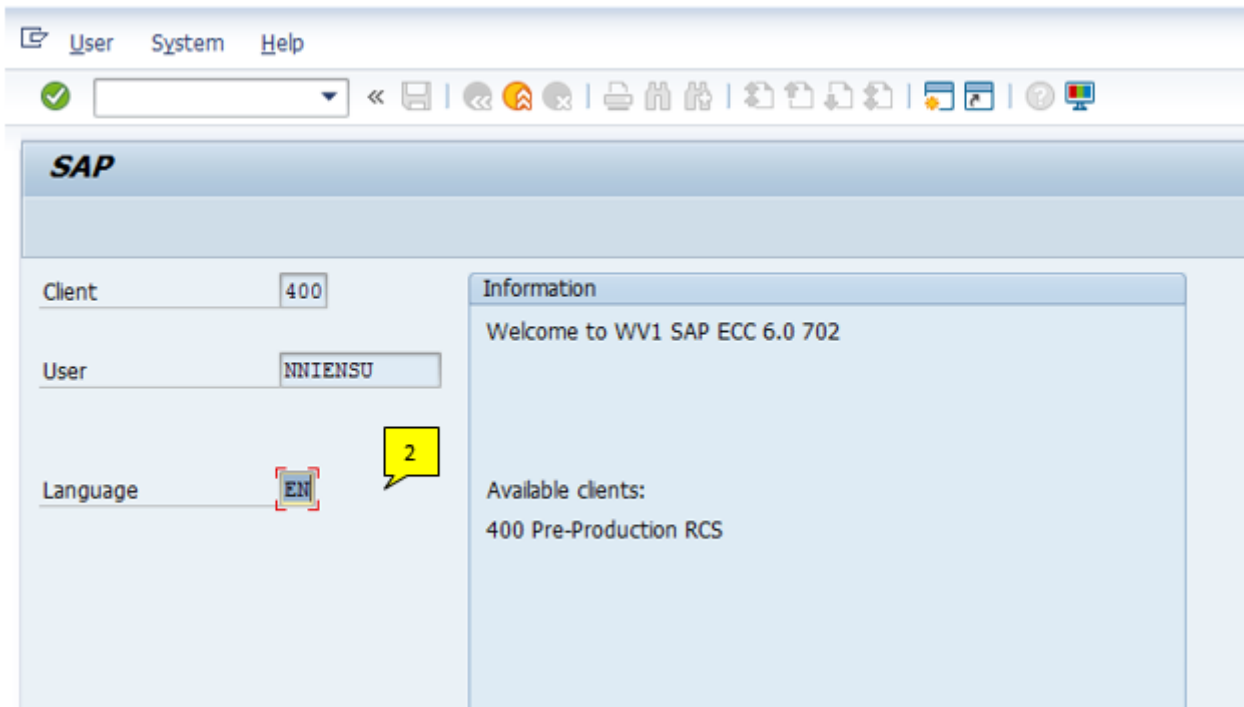 User System Help
SAP
Client 400
Information
Welcome to WV1 SAP ECC 6.0 702
User NNIENSU
2
Language EN
Available clients:
400 Pre-Production RCS